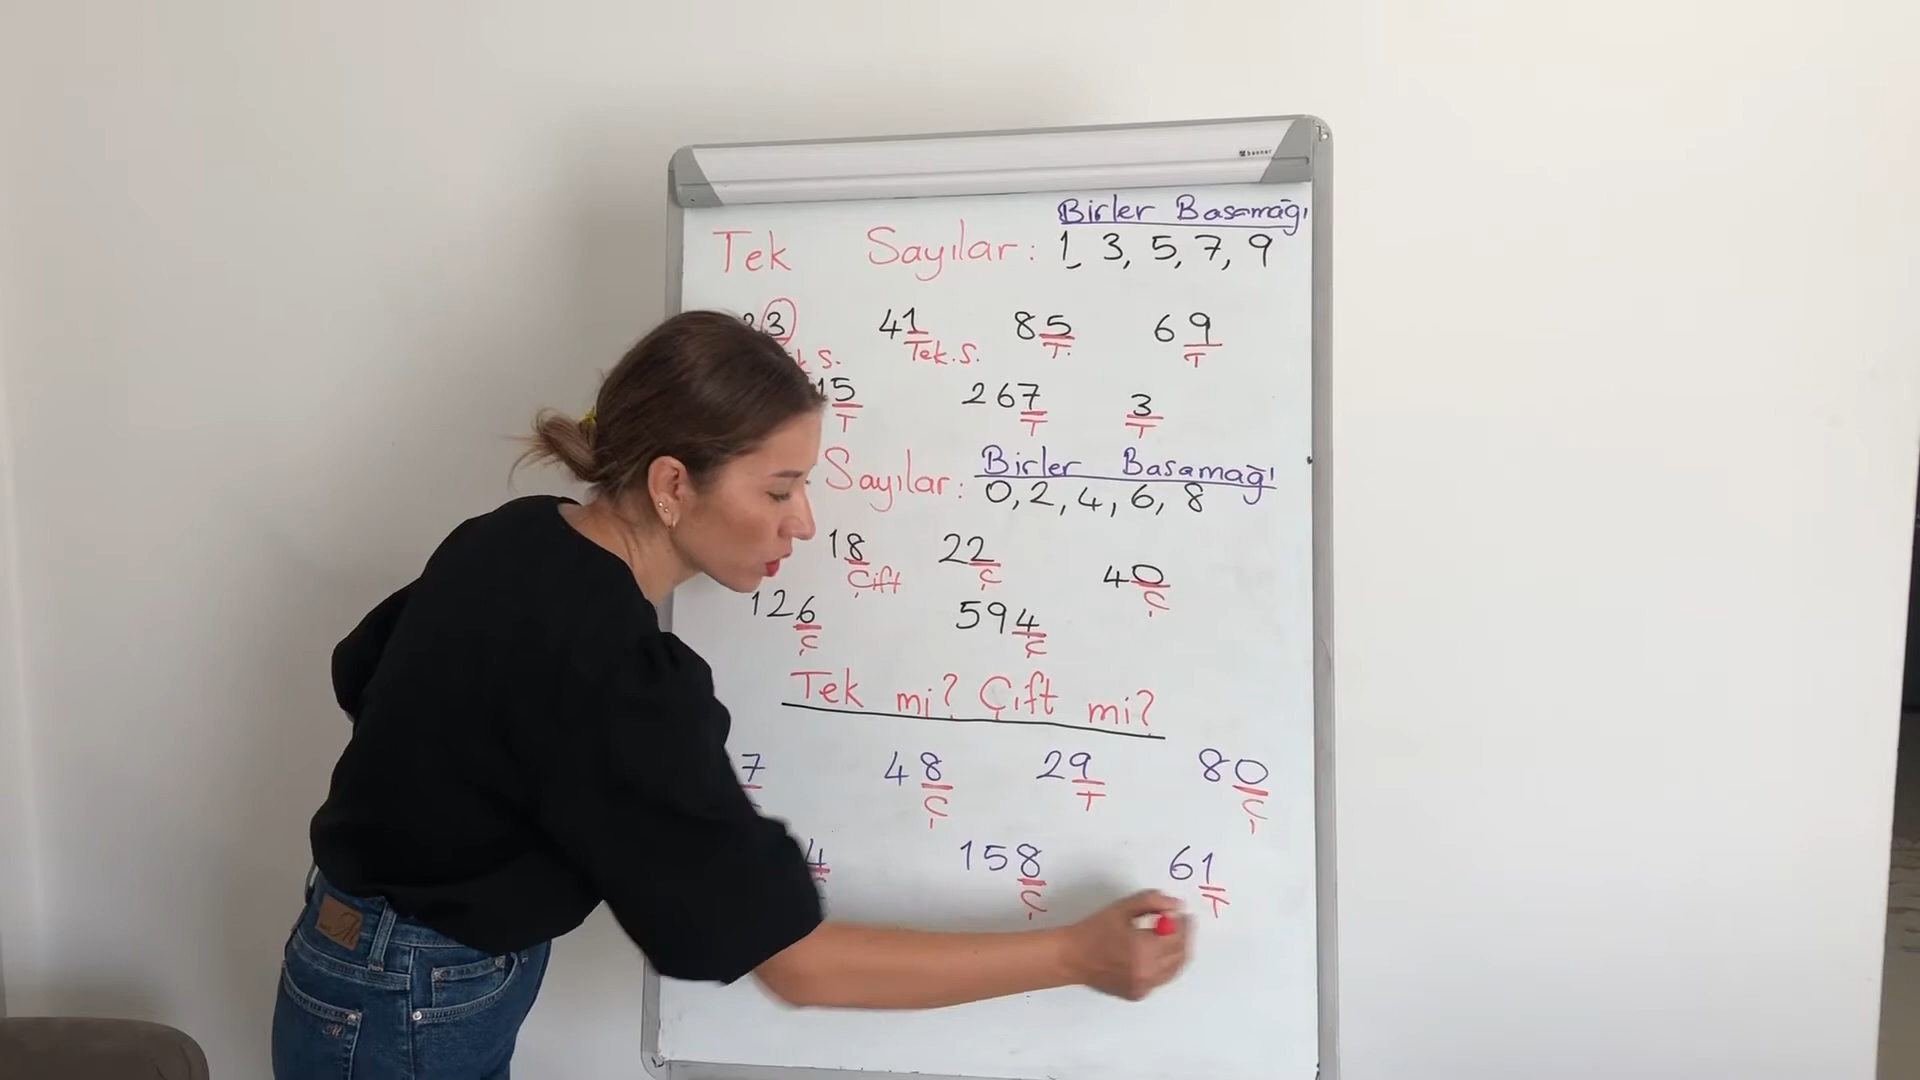 Birler Basamağı
Tek Sayılar: 1, 3, 5, 7, 9
3 41 85 69
S. Tek.S. T. T
15 267 3
T T T
Birler Basamağı
Sayılar: 0, 2, 4, 6, 8
18 22 40
Çift Ç Ç
126 594
Ç Ç
Tek mi? Çift mi?
7 48 29 80
Ç T Ç
4 158 61
Ç T